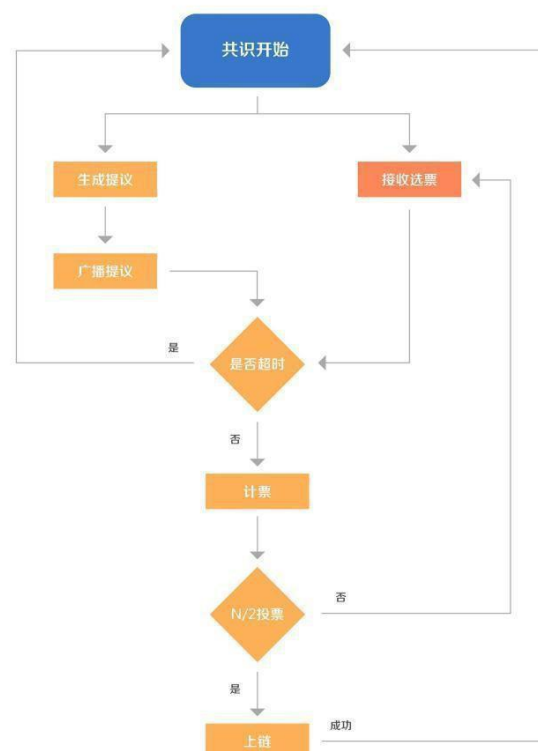 共识开始
生成提议
接收选票
广播提议
是
是否超时
否
计票
否
N/2投票
是
成功
上链